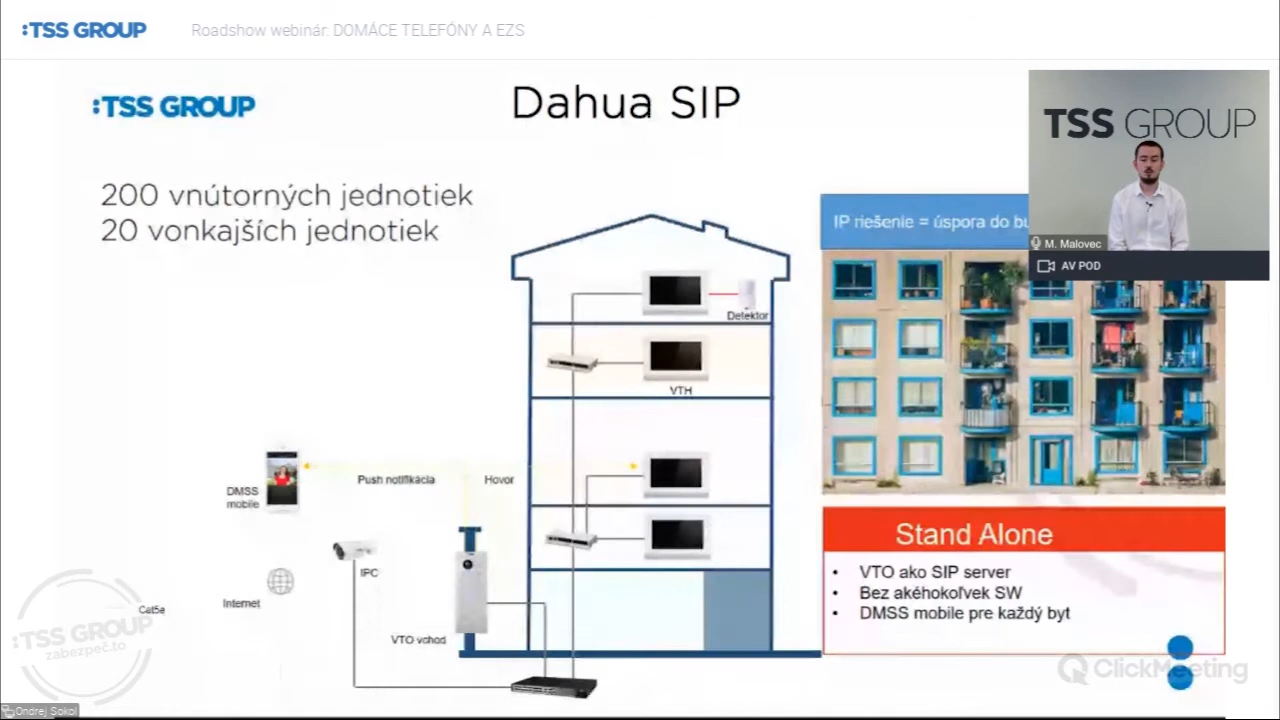 :TSS GROUP
Roadshow webinár: DOMÁCE TELEFÓNY A EZS
:TSS GROUP
Dahua SIP
TSS GROUP
200 vnútorných jednotiek
20 vonkajších jednotiek
IP riešenie = úspora do
M. Malovec
AV POD
Detektor
VTH
Push notifikácia
Hovor
DMSS
mobile
IPC
Internet
Cat5e
VTO vchod
Stand Alone
• VTO ako SIP server
• Bez akéhokoľvek SW
• DMSS mobile pre každý byt
:TSS GROUP
zabezpeč.to
ClickMeeting
Ondrej Sokol